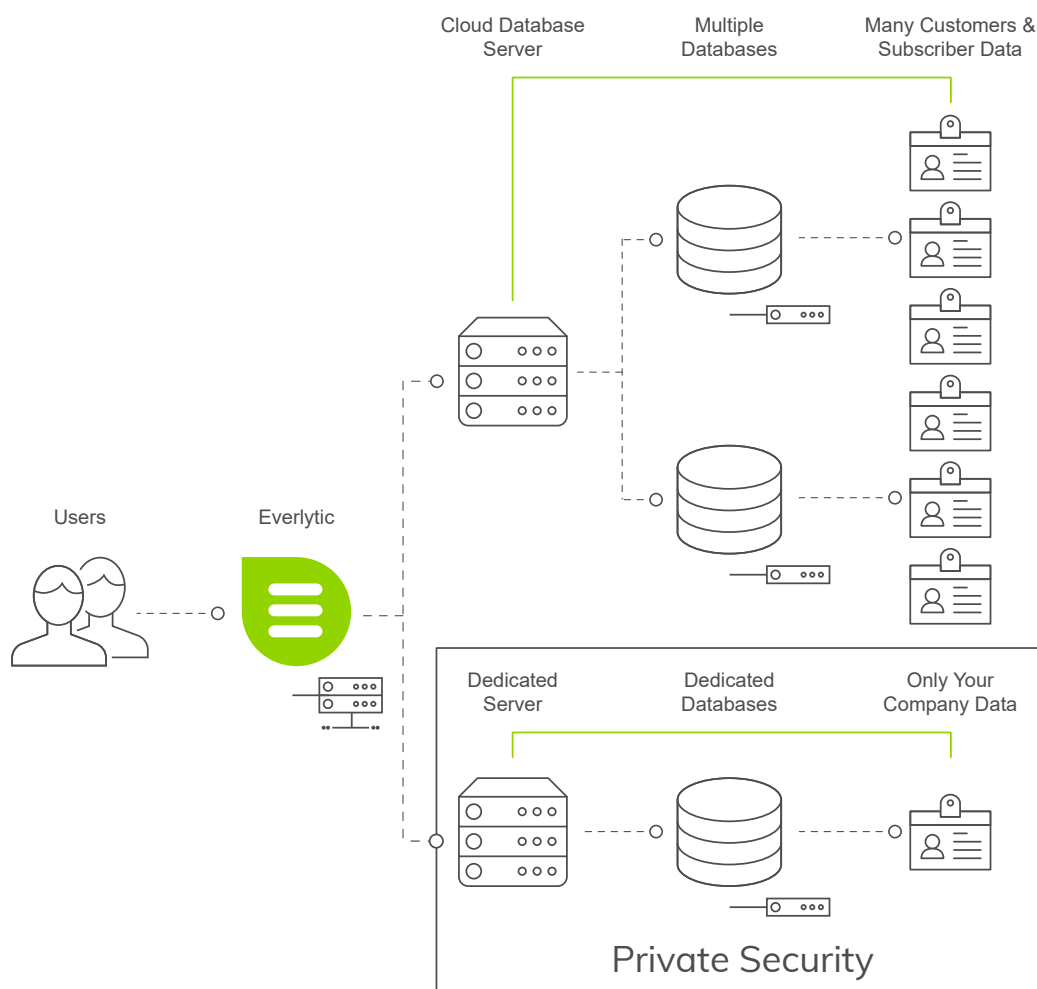 Cloud Database
Server
Multiple
Databases
Many Customers &
Subscriber Data
Users
Everlytic
Dedicated
Server
Dedicated
Databases
Only Your
Company Data
Private Security